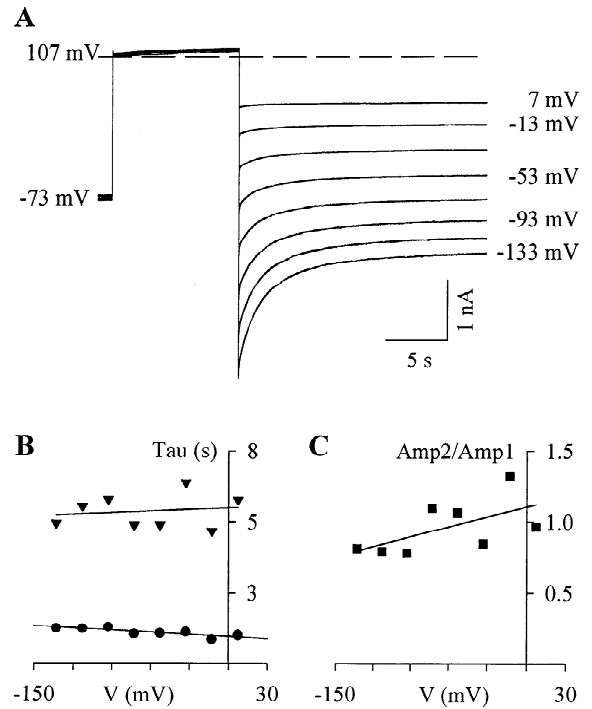 A
107 mV
7 mV
-13 mV
-53 mV
-73 mV
-93 mV
-133 mV
1 nA
5 s
B
Tau (s)
8
5
3
-150
V (mV)
30
C
Amp2/Amp1
1.5
1.0
0.5
-150
V (mV)
30